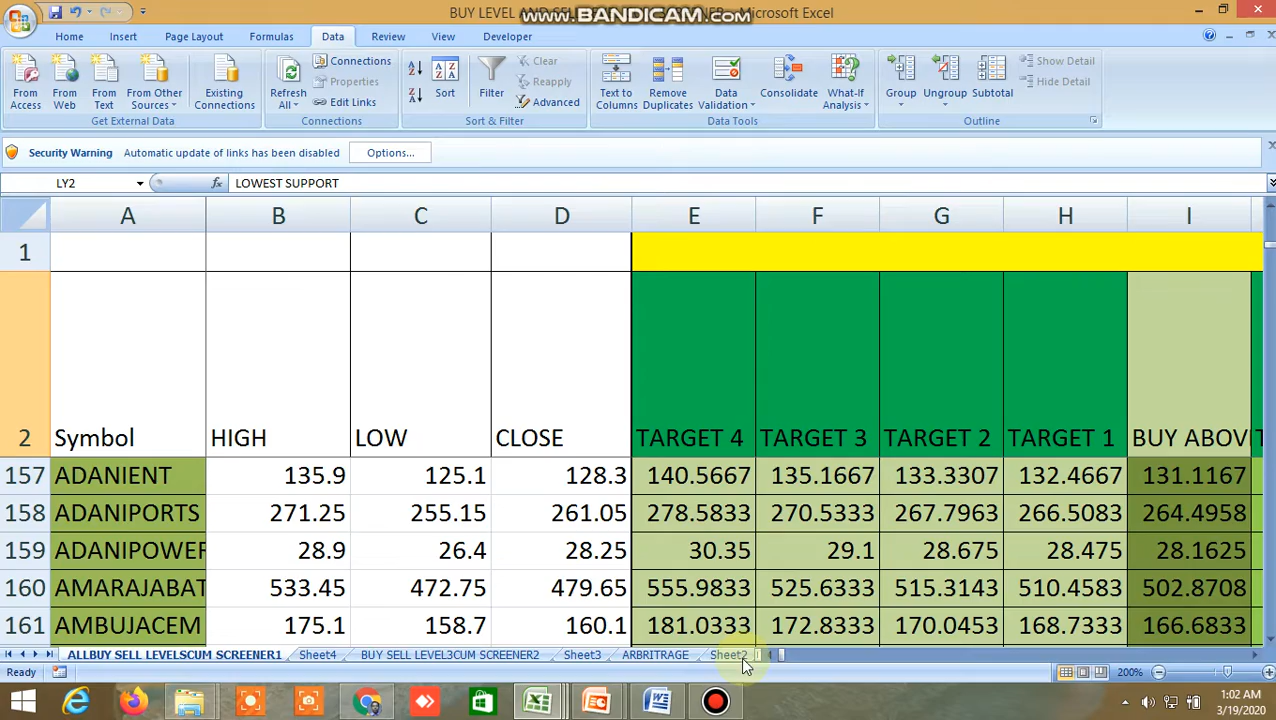 BUY LEVEL AND SE
www.BANDICAM.com
- Microsoft Excel
Home Insert Page Layout Formulas Data Review View Developer
From Access
From Web
From Text
From Other Sources
Existing Connections
Get External Data
Refresh All
Connections
Properties
Edit Links
Connections
Sort
Filter
Clear
Reapply
Advanced
Sort & Filter
Text to Columns
Remove Duplicates
Data Validation
Consolidate
What-If Analysis
Data Tools
Group
Ungroup
Subtotal
Show Detail
Hide Detail
Outline
Security Warning Automatic update of links has been disabled Options...
LY2 fx LOWEST SUPPORT
A B C D E F G H I
1
2 Symbol HIGH LOW CLOSE TARGET 4 TARGET 3 TARGET 2 TARGET 1 BUY ABOV
157 ADANIENT 135.9 125.1 128.3 140.5667 135.1667 133.3307 132.4667 131.1167
158 ADANIPORTS 271.25 255.15 261.05 278.5833 270.5333 267.7963 266.5083 264.4958
159 ADANIPOWER 28.9 26.4 28.25 30.35 29.1 28.675 28.475 28.1625
160 AMARAJABAT 533.45 472.75 479.65 555.9833 525.6333 515.3143 510.4583 502.8708
161 AMBUJACEM 175.1 158.7 160.1 181.0333 172.8333 170.0453 168.7333 166.6833
ALLBUY SELL LEVELSCUM SCREENER1 Sheet4 BUY SELL LEVEL3CUM SCREENER2 Sheet3 ARBRITRAGE Sheet2
Ready 200%
1:02 AM
3/19/2020